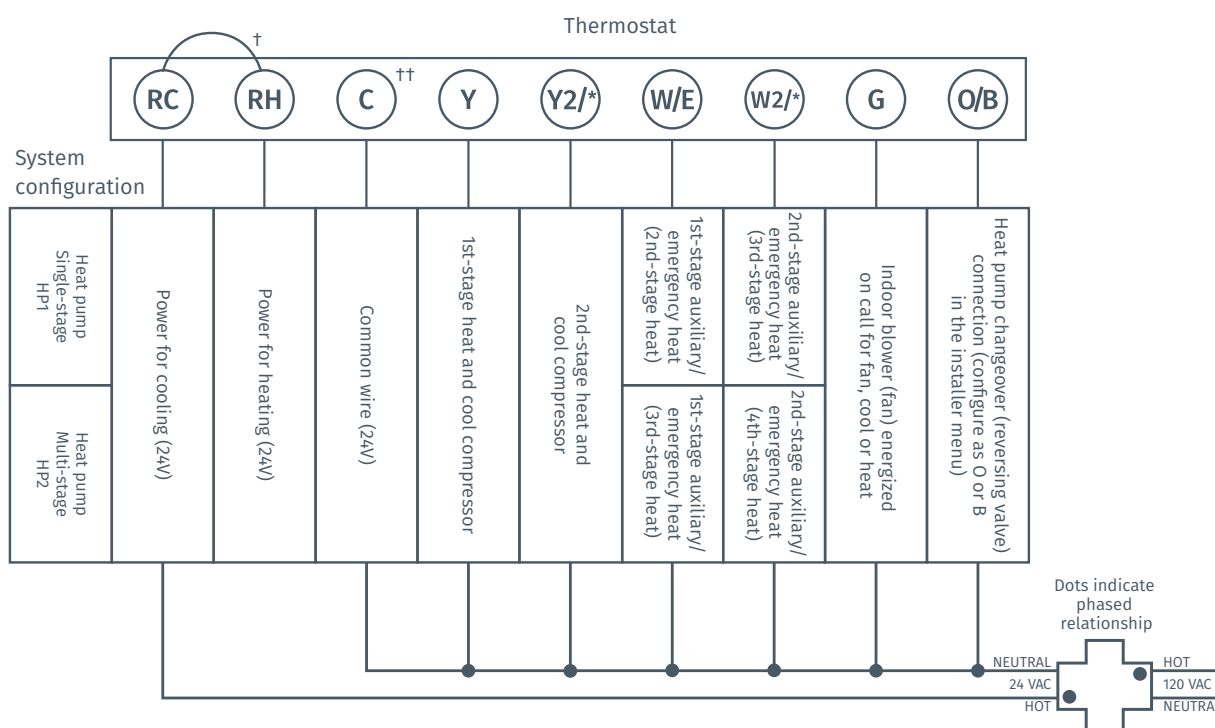 Thermostat
†
RC
RH
C
††
Y
Y2/*
W/E
W2/*
G
O/B
System
configuration
Heat pump
Single-stage
HP1
Heat pump
Multi-stage
HP2
Power for cooling (24V)
Power for heating (24V)
Common wire (24V)
1st-stage heat and cool compressor
2nd-stage heat and
cool compressor
1st-stage auxiliary/
emergency heat
(2nd-stage heat)
1st-stage auxiliary/
emergency heat
(3rd-stage heat)
2nd-stage auxiliary/
emergency heat
(3rd-stage heat)
2nd-stage auxiliary/
emergency heat
(4th-stage heat)
Indoor blower (fan) energized
on call for fan, cool or heat
Heat pump changeover (reversing valve)
connection (configure as O or B
in the installer menu)
Dots indicate
phased
relationship
NEUTRAL
24 VAC
HOT
HOT
120 VAC
NEUTRA